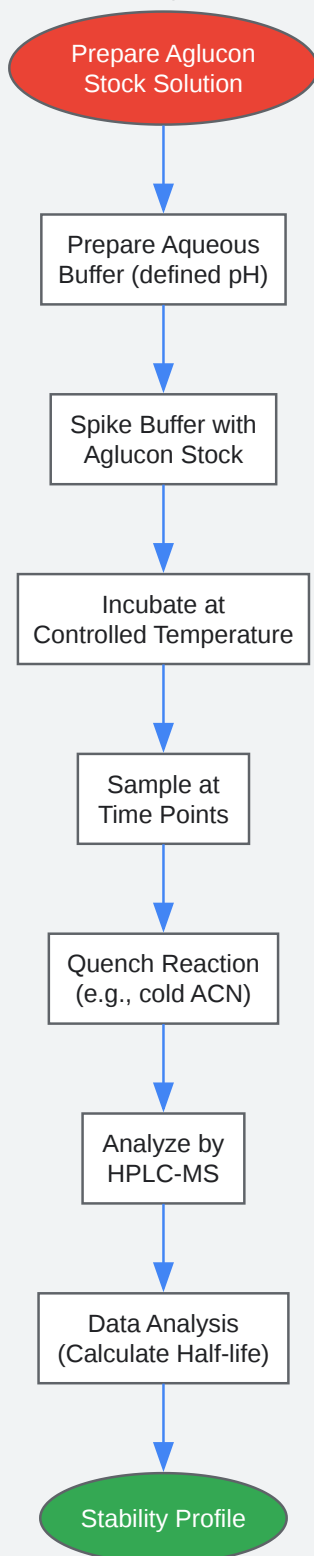 Prepare Aglucon
Stock Solution
Prepare Aqueous
Buffer (defined pH)
Spike Buffer with
Aglucon Stock
Incubate at
Controlled Temperature
Sample at
Time Points
Quench Reaction
(e.g., cold ACN)
Analyze by
HPLC-MS
Data Analysis
(Calculate Half-life)
Stability Profile